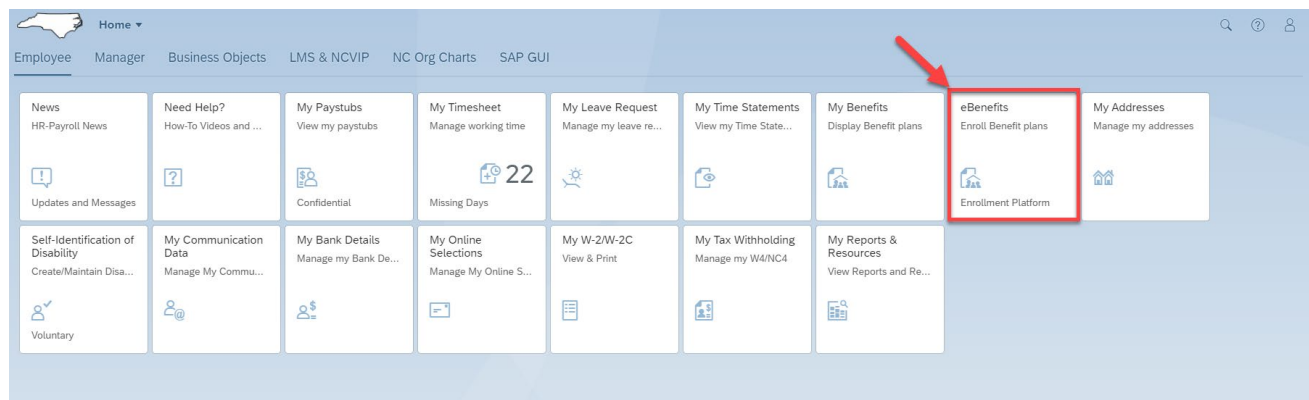 Home
Employee Manager Business Objects LMS & NCVIP NC Org Charts SAP GUI
News
HR-Payroll News
Updates and Messages
Need Help?
How-To Videos and ...
My Paystubs
View my paystubs
Confidential
My Timesheet
Manage working time
22
Missing Days
My Leave Request
Manage my leave re...
My Time Statements
View my Time State...
My Benefits
Display Benefit plans
eBenefits
Enroll Benefit plans
Enrollment Platform
My Addresses
Manage my addresses
Self-Identification of
Disability
Create/Maintain Disa...
Voluntary
My Communication
Data
Manage My Commu...
My Bank Details
Manage my Bank De...
My Online
Selections
Manage My Online S...
My W-2/W-2C
View & Print
My Tax Withholding
Manage my W4/NC4
My Reports &
Resources
View Reports and Re...